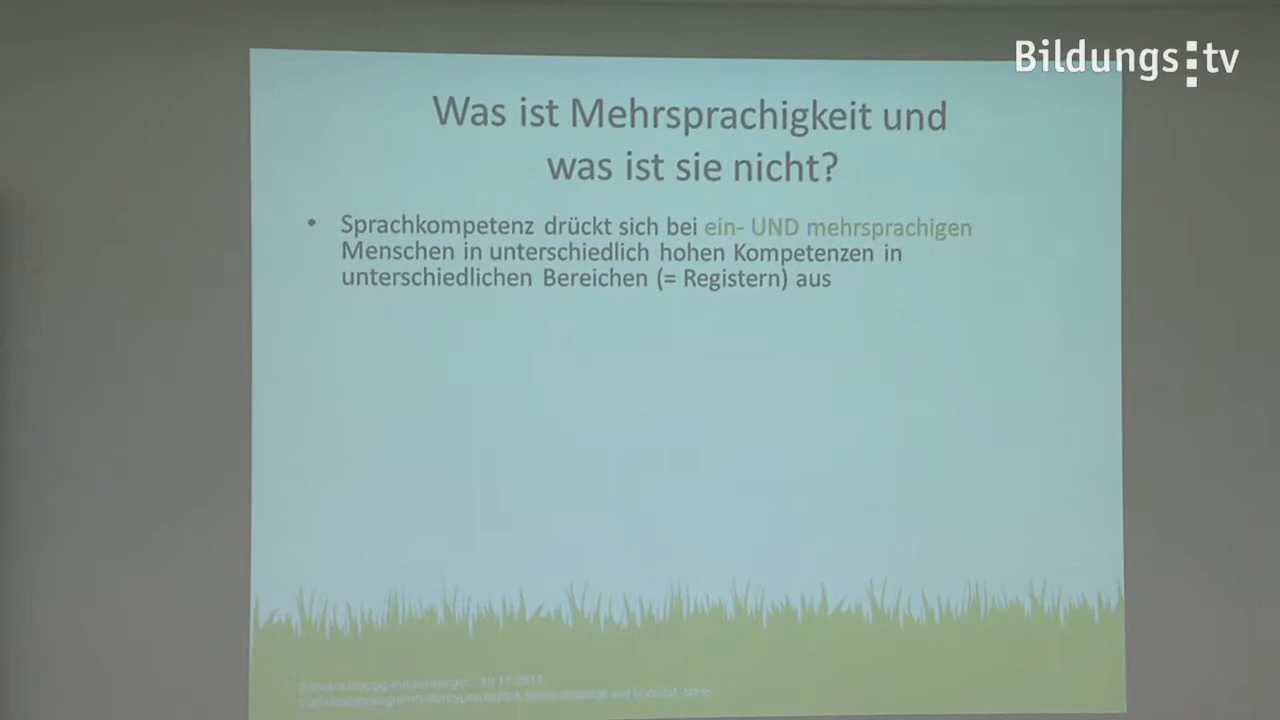 Bildungs:tv
Was ist Mehrsprachigkeit und
was ist sie nicht?
• Sprachkompetenz drückt sich bei ein- UND mehrsprachigen
Menschen in unterschiedlich hohen Kompetenzen in
unterschiedlichen Bereichen (= Registern) aus